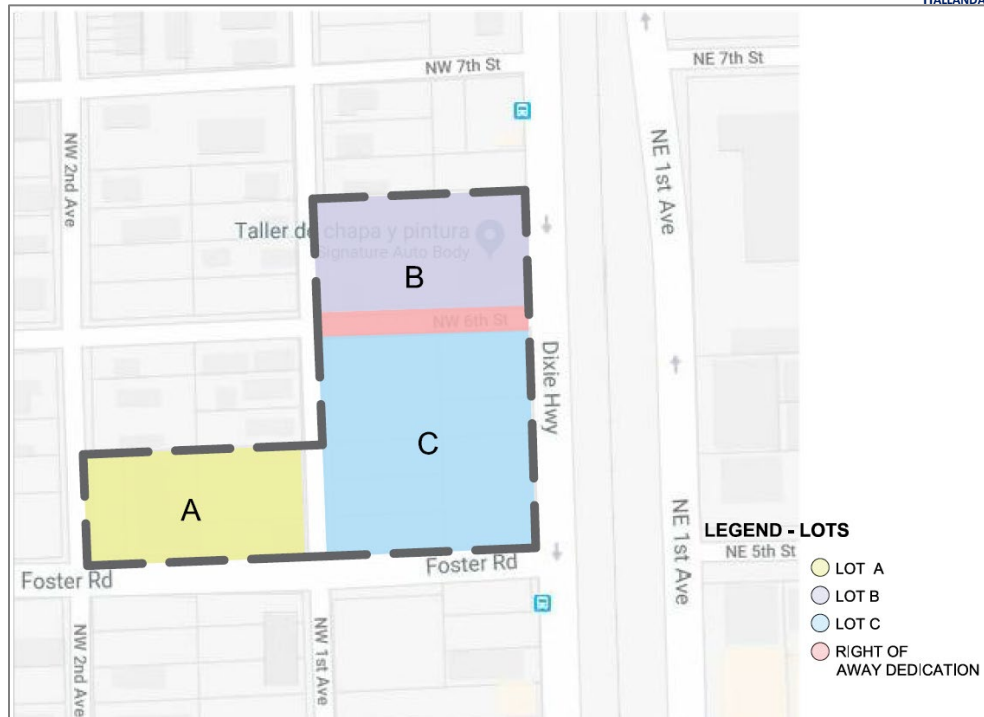 HALLANDA
NW 7th St
NE 7th St
NW 2nd Ave
NE 1st Ave
Taller de chapa y pintura
Signature Auto Body
B
NW 6th St
Dixie Hwy
C
A
NE 1st Ave
LEGEND - LOTS
NE 5th St
Foster Rd
Foster Rd
LOT A
LOT B
LOT C
RIGHT OF
AWAY DEDICATION
NW 2nd Ave
NW 1st Ave